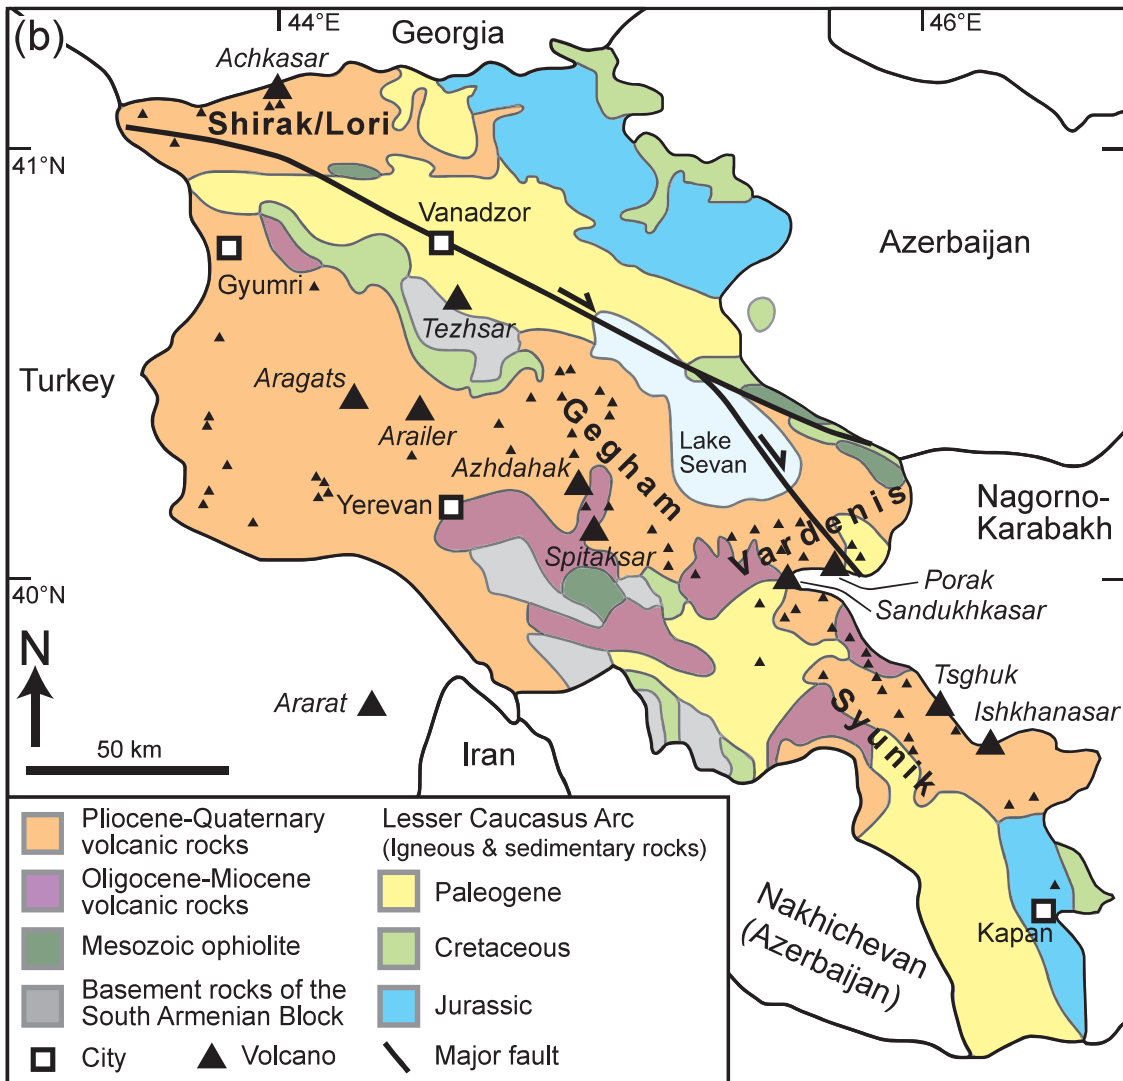 (b)
44°E
46°E
Georgia
Achkasar
Shirak/Lori
41°N
Vanadzor
Azerbaijan
Gyumri
Tezhsar
Turkey
Aragats
Arailer
Gegham
Lake
Sevan
Azhdahak
Yerevan
Vardenis
Nagorno-
Karabakh
Spitaksar
40°N
Porak
Sandukhkasar
N
Tsghuk
Ararat
Ishkhanasar
Syunik
50 km
Iran
Nakhichevan
(Azerbaijan)
Kapan
Pliocene-Quaternary
volcanic rocks
Oligocene-Miocene
volcanic rocks
Mesozoic ophiolite
Basement rocks of the
South Armenian Block
City
Volcano
Lesser Caucasus Arc
(Igneous & sedimentary rocks)
Paleogene
Cretaceous
Jurassic
Major fault